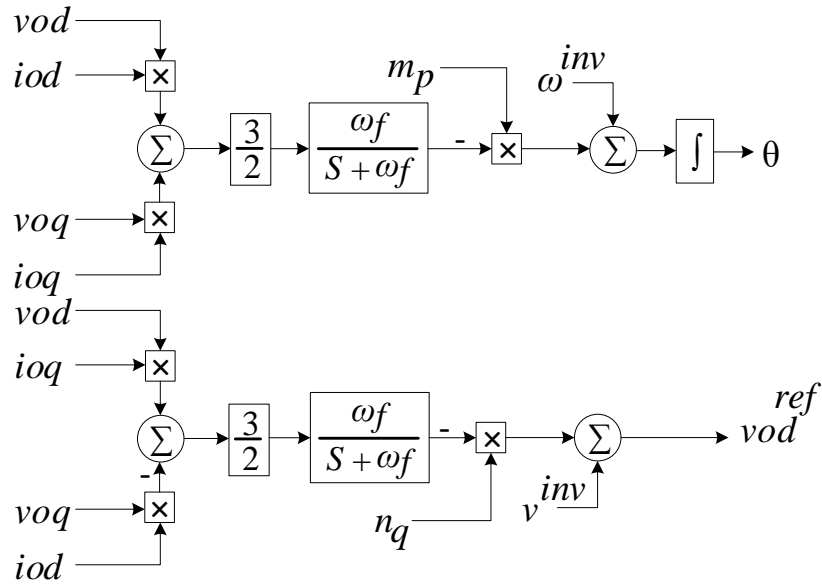 vod
iod
voq
ioq
∑
3/2
ωf/(S + ωf)
-
m_p
×
ω^inv
∑
∫
θ
vod
ioq
voq
iod
×
×
×
×
∑
-
3/2
ωf/(S + ωf)
-
n_q
×
v^inv
∑
vod^ref